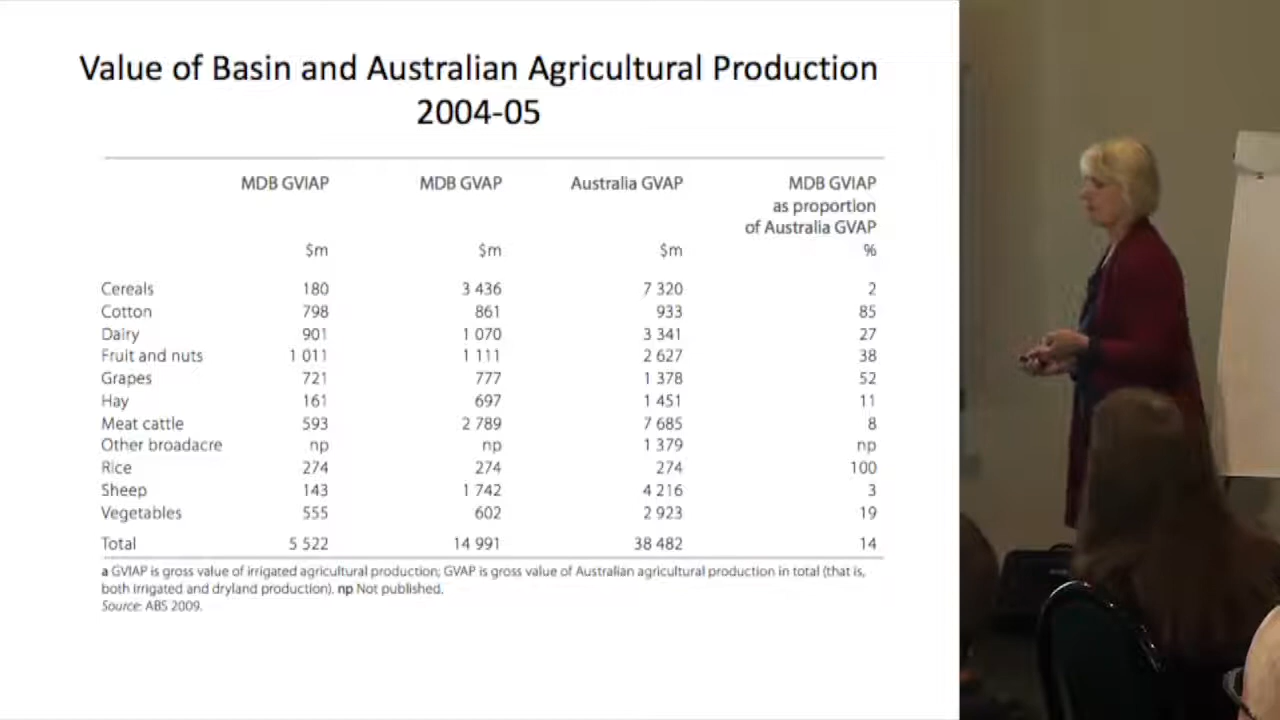 Value of Basin and Australian Agricultural Production
2004-05
MDB GVIAP MDB GVAP Australia GVAP MDB GVIAP
as proportion
of Australia GVAP
$m $m $m %
Cereals 180 3 436 7 320 2
Cotton 798 861 933 85
Dairy 901 1 070 3 341 27
Fruit and nuts 1 011 1 111 2 627 38
Grapes 721 777 1 378 52
Hay 161 697 1 451 11
Meat cattle 593 2 789 7 685 8
Other broadacre np np 1 379 np
Rice 274 274 274 100
Sheep 143 1 742 4 216 3
Vegetables 555 602 2 923 19
Total 5 522 14 991 38 482 14
a GVIAP is gross value of irrigated agricultural production; GVAP is gross value of Australian agricultural production in total (that is,
both irrigated and dryland production). np Not published.
Source: ABS 2009.